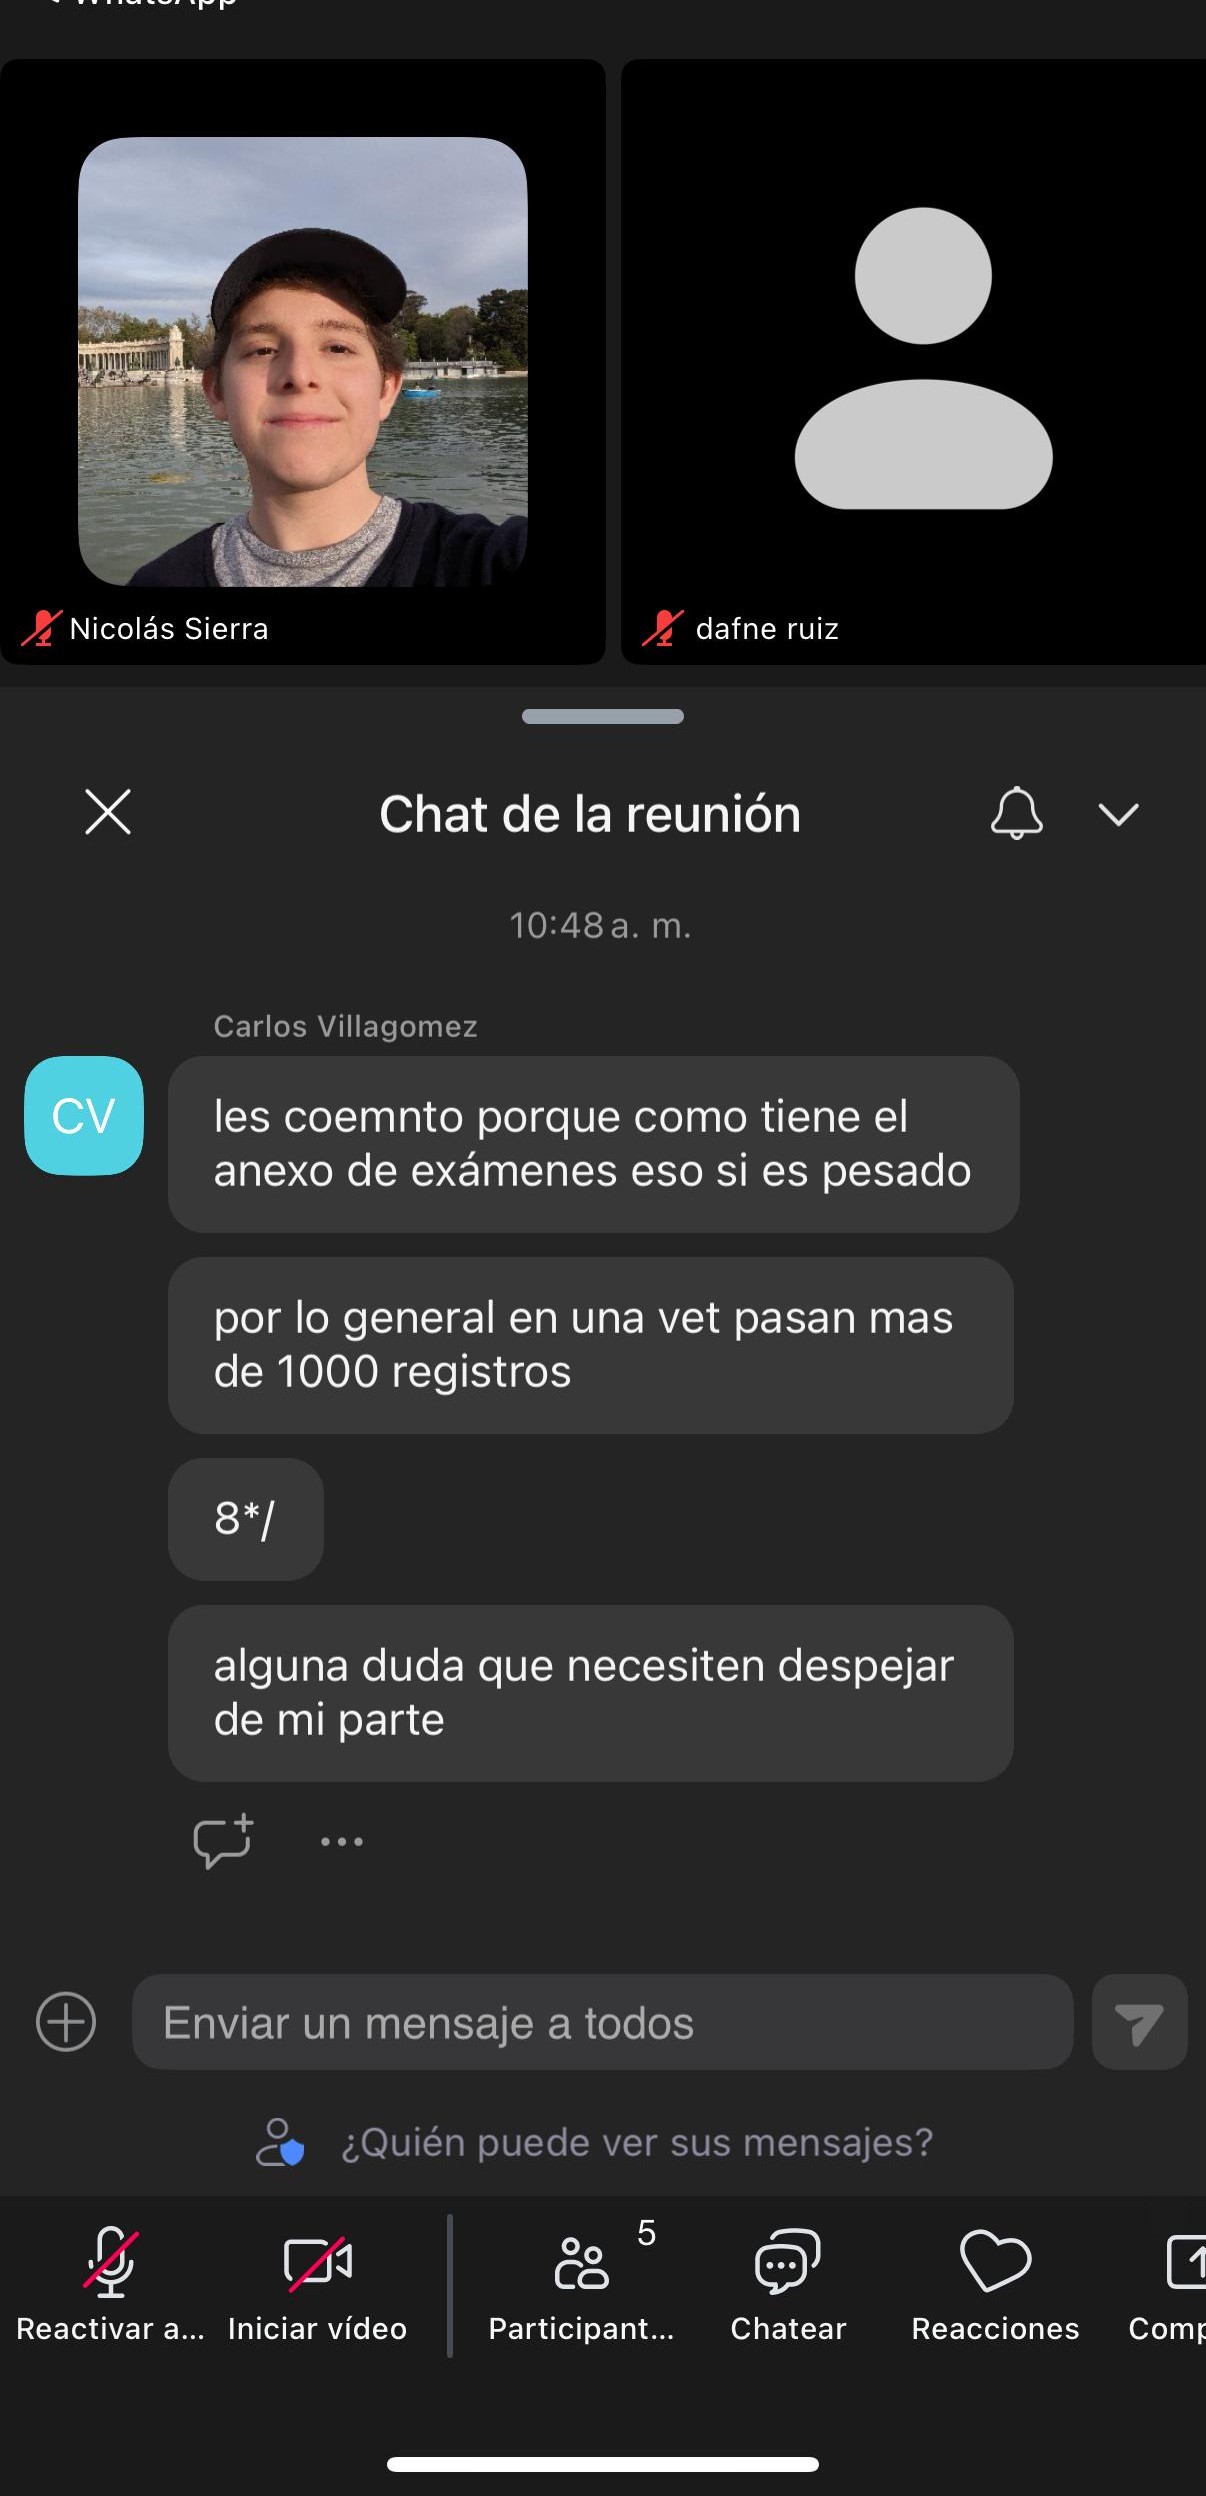 WhatsApp
Nicolás Sierra
dafne ruiz
Chat de la reunión
10:48 a. m.
Carlos Villagomez
CV
les coemnto porque como tiene el
anexo de exámenes eso si es pesado
por lo general en una vet pasan mas
de 1000 registros
8*/
alguna duda que necesiten despejar
de mi parte
Enviar un mensaje a todos
¿Quién puede ver sus mensajes?
5
Reactivar a...
Iniciar vídeo
Participant...
Chatear
Reacciones
Comp